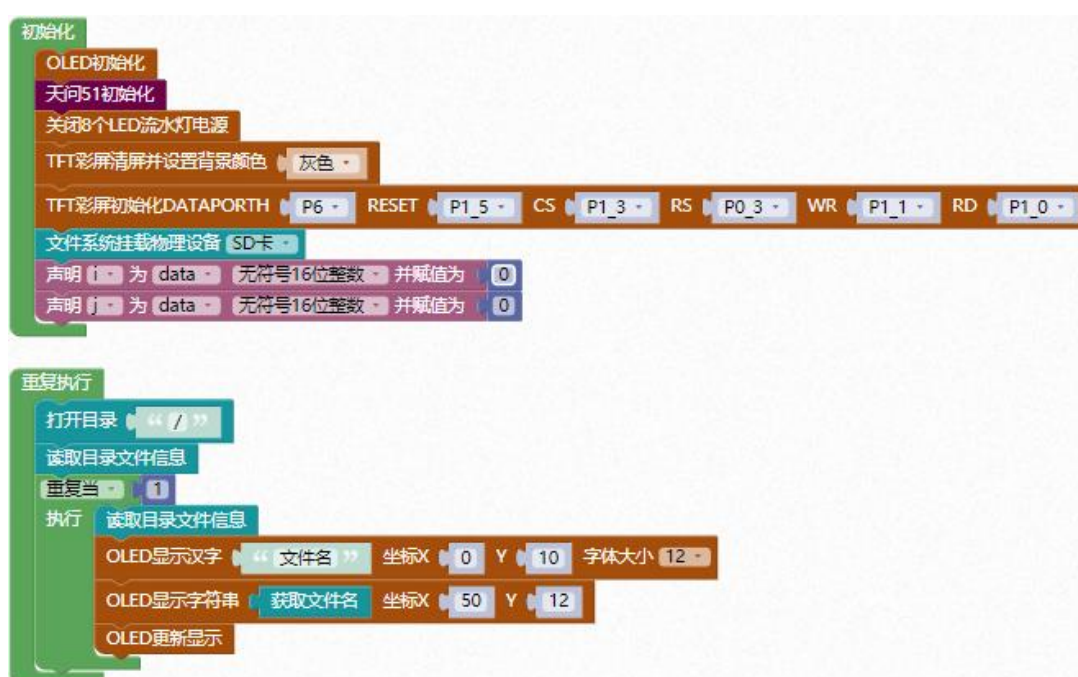 初始化
OLED初始化
天问51初始化
关闭8个LED流水灯电源
TFT彩屏清屏并设置背景颜色 灰色
TFT彩屏初始化DATAPORTH P6 RESET P1_5 CS P1_3 RS P0_3 WR P1_1 RD P1_0
文件系统挂载物理设备 SD卡
声明 i 为 data 无符号16位整数 并赋值为 0
声明 j 为 data 无符号16位整数 并赋值为 0
重复执行
打开目录 “ / ”
读取目录文件信息
重复当 1
执行 读取目录文件信息
OLED显示汉字 “ 文件名 ” 坐标X 0 Y 10 字体大小 12
OLED显示字符串 获取文件名 坐标X 50 Y 12
OLED更新显示